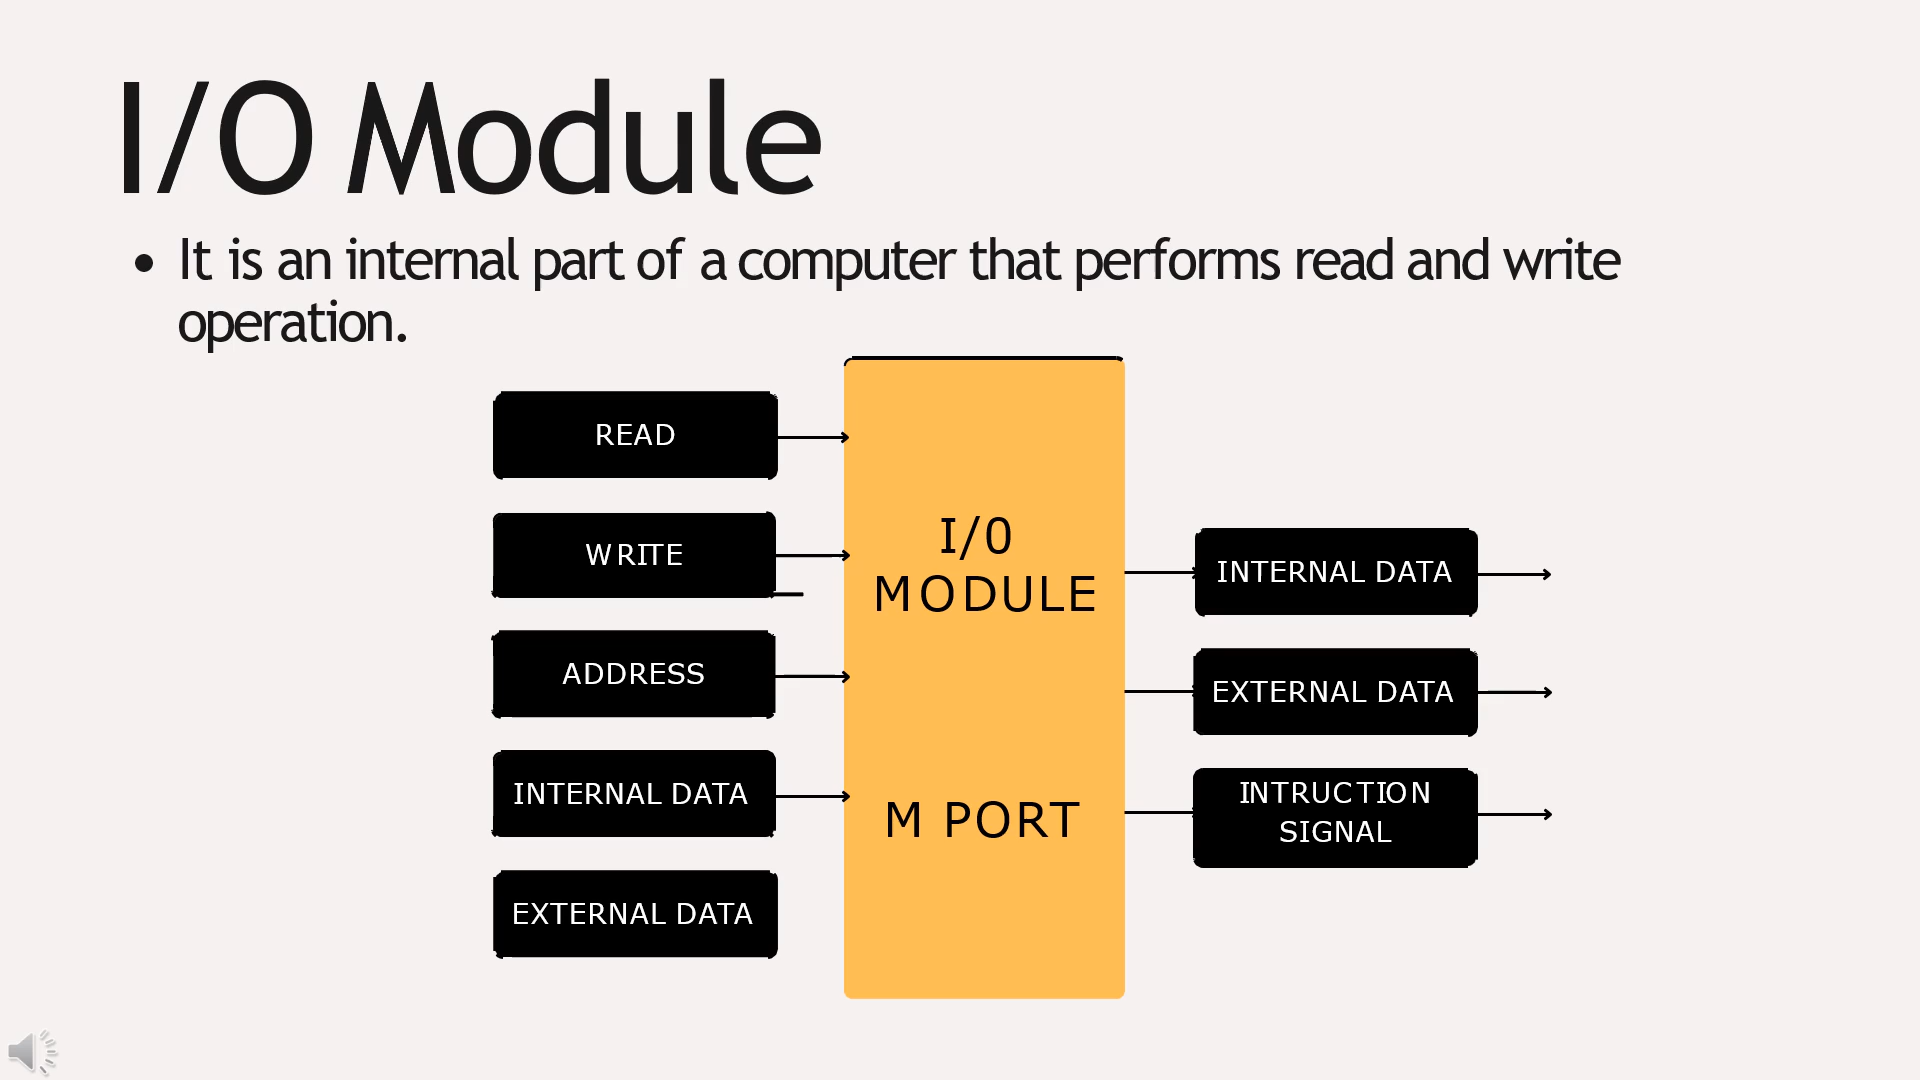 I/O Module
• It is an internal part of a computer that performs read and write
operation.
READ
WRITE
ADDRESS
INTERNAL DATA
EXTERNAL DATA
I/0
MODULE
M PORT
INTERNAL DATA
EXTERNAL DATA
INTRUCTION
SIGNAL